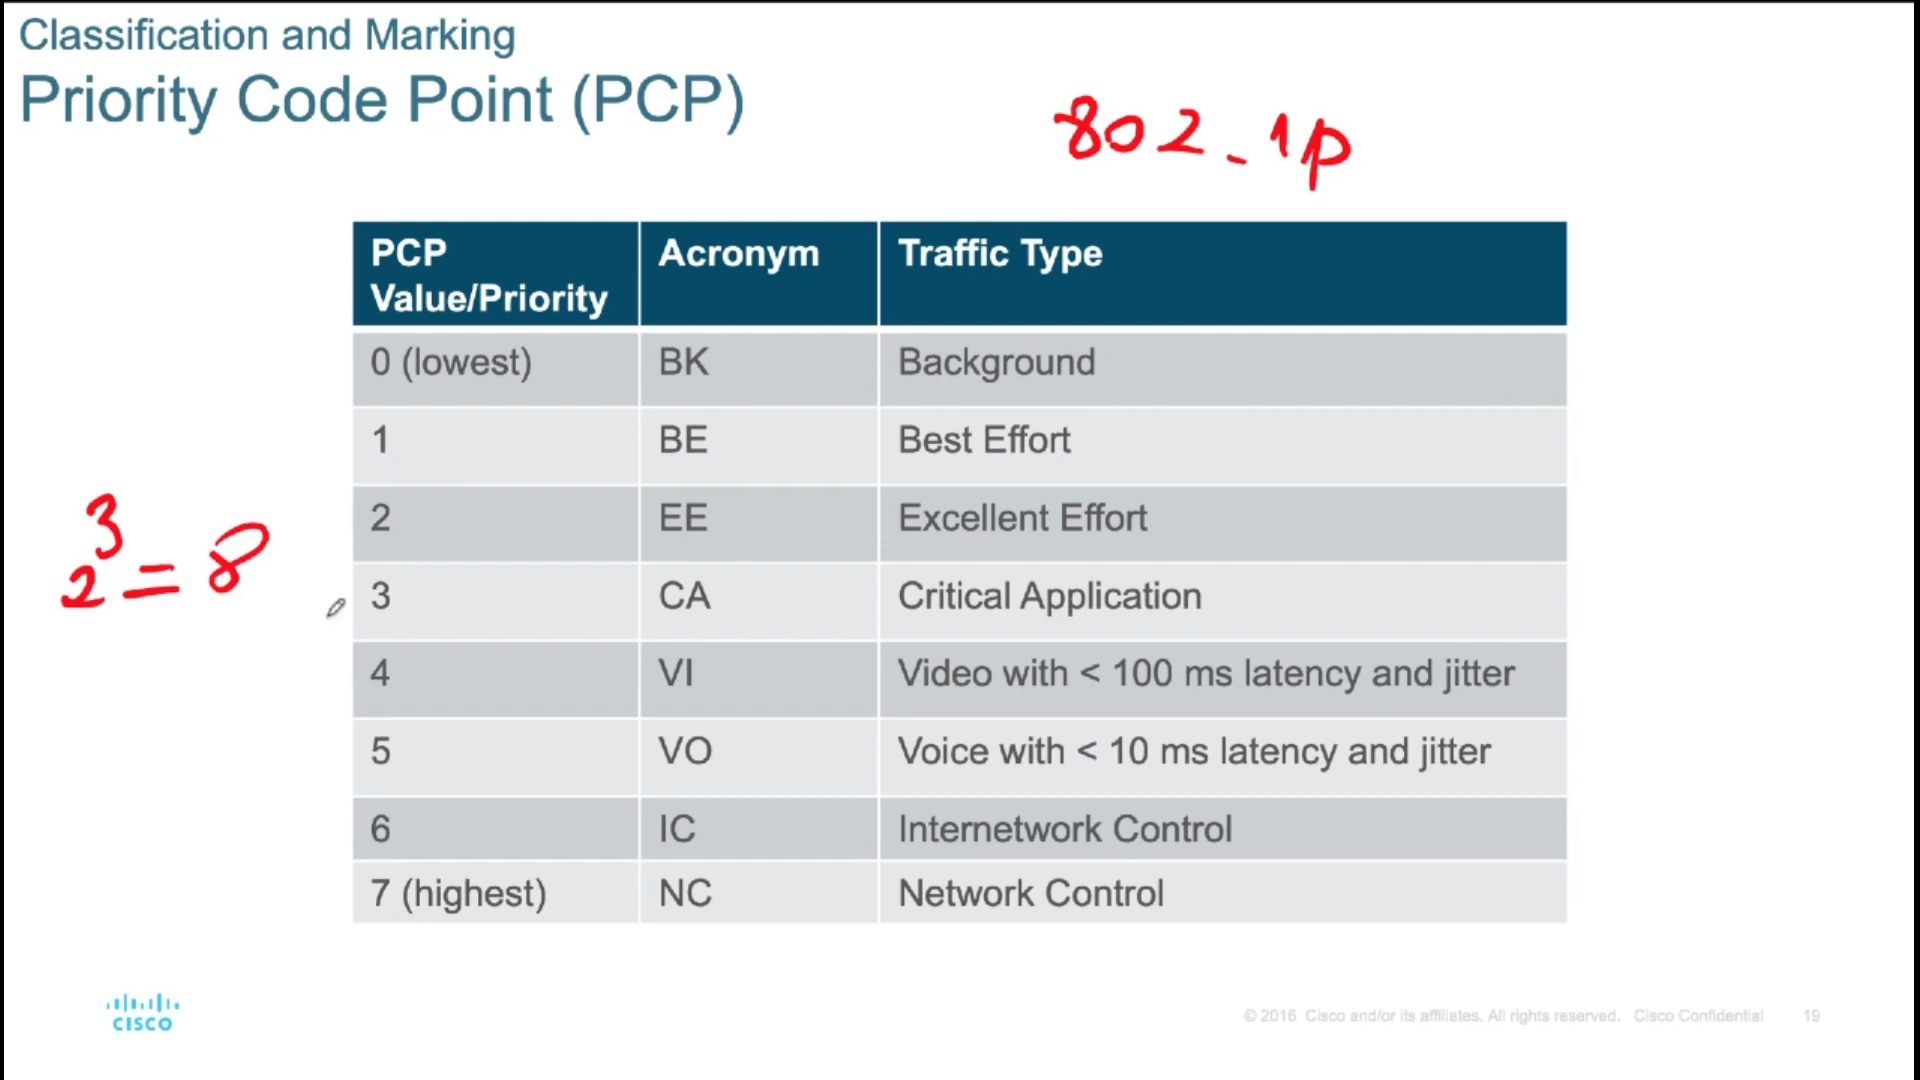 Classification and Marking
Priority Code Point (PCP)
802.1p
PCP Value/Priority Acronym Traffic Type
0 (lowest) BK Background
1 BE Best Effort
2 EE Excellent Effort
3 CA Critical Application
4 VI Video with < 100 ms latency and jitter
5 VO Voice with < 10 ms latency and jitter
6 IC Internetwork Control
7 (highest) NC Network Control
2³ = 8
CISCO
© 2016 Cisco and/or its affiliates. All rights reserved. Cisco Confidential 19